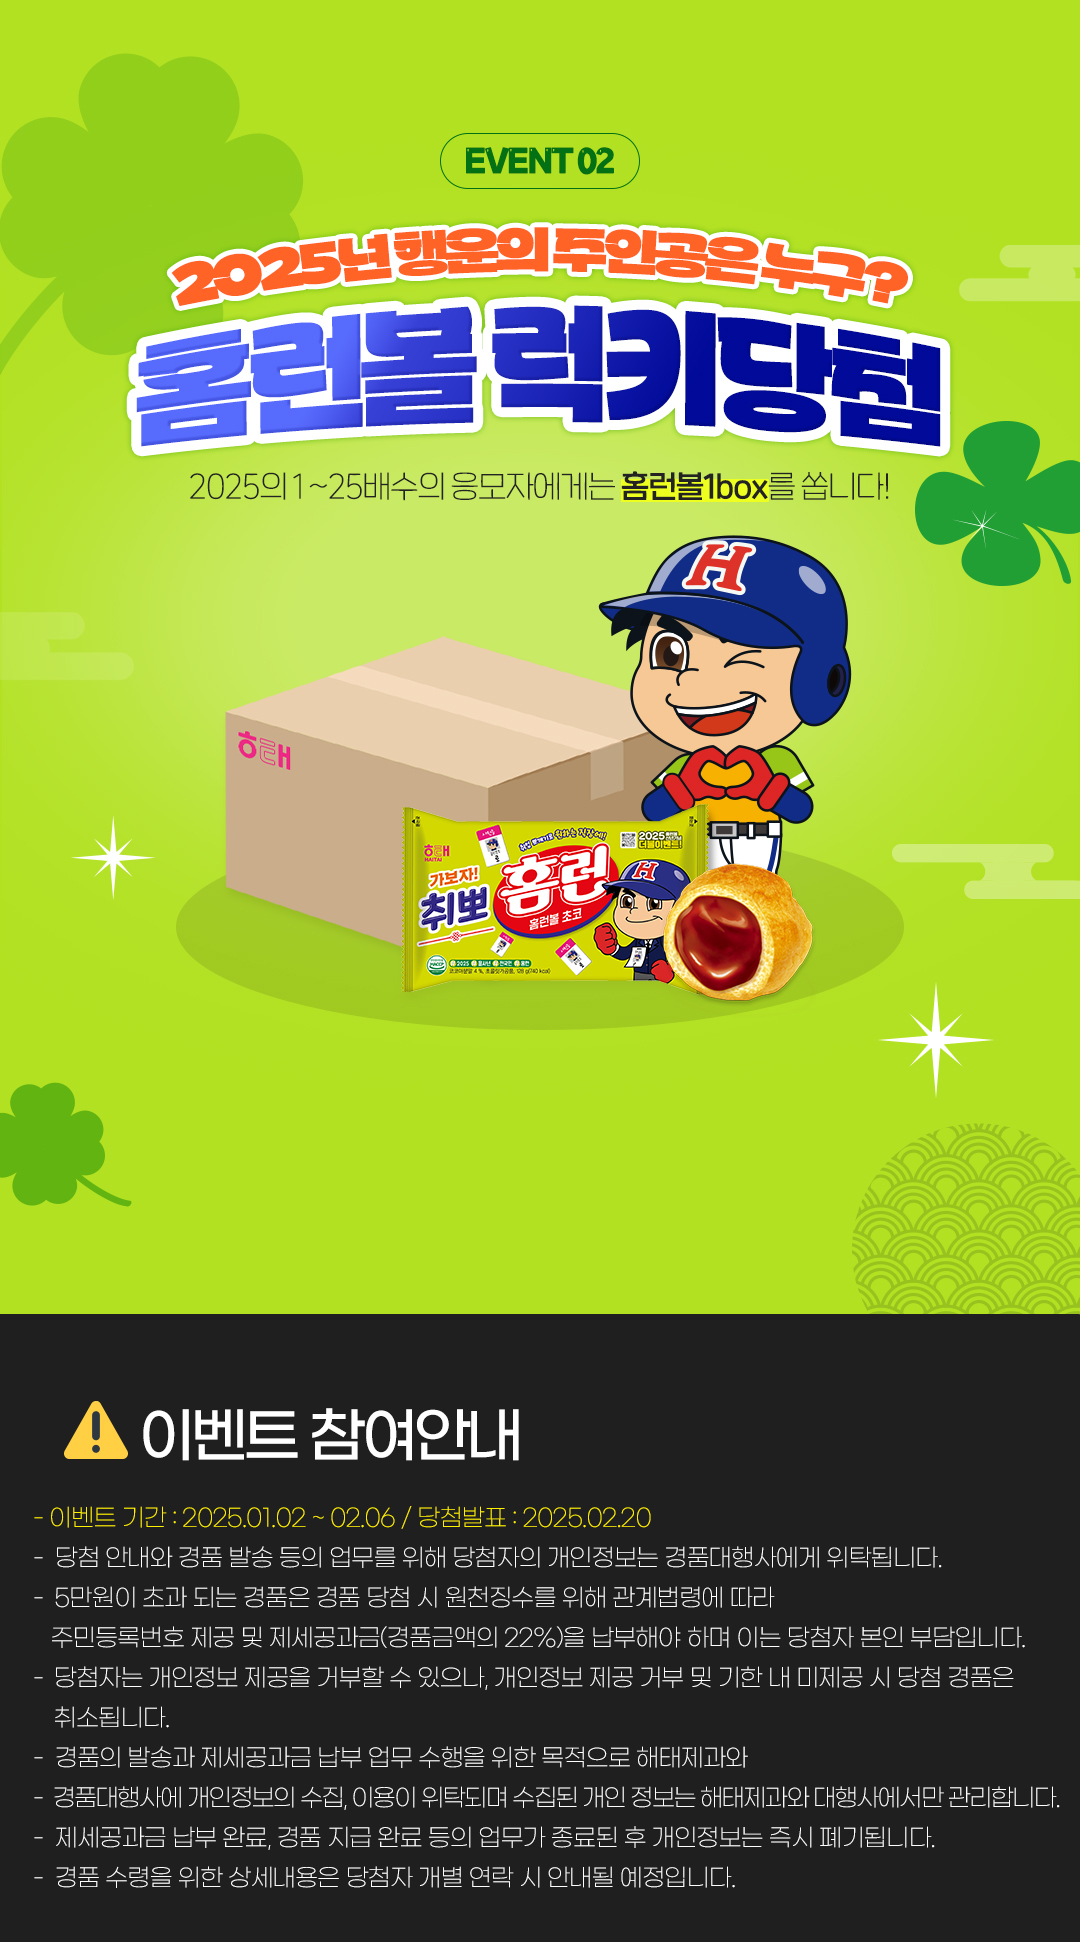 EVENT 02
2025년 행운의 주인공은 누구?
홈런볼 럭키당첨
2025의 1~25배수의 응모자에게는 홈런볼1box를 쏩니다!
H
해태
해태
HAITAI
가보자!
취뽀
홈런
홈런볼 초코
2025
더블이벤트!
H
HACCP
이벤트 참여안내
- 이벤트 기간 : 2025.01.02 ~ 02.06 / 당첨발표 : 2025.02.20
- 당첨 안내와 경품 발송 등의 업무를 위해 당첨자의 개인정보는 경품대행사에게 위탁됩니다.
- 5만원이 초과 되는 경품은 경품 당첨 시 원천징수를 위해 관계법령에 따라
주민등록번호 제공 및 제세공과금(경품금액의 22%)을 납부해야 하며 이는 당첨자 본인 부담입니다.
- 당첨자는 개인정보 제공을 거부할 수 있으나, 개인정보 제공 거부 및 기한 내 미제공 시 당첨 경품은
취소됩니다.
- 경품의 발송과 제세공과금 납부 업무 수행을 위한 목적으로 해태제과와
- 경품대행사에 개인정보의 수집, 이용이 위탁되며 수집된 개인 정보는 해태제과와 대행사에서만 관리합니다.
- 제세공과금 납부 완료, 경품 지급 완료 등의 업무가 종료된 후 개인정보는 즉시 폐기됩니다.
- 경품 수령을 위한 상세내용은 당첨자 개별 연락 시 안내될 예정입니다.